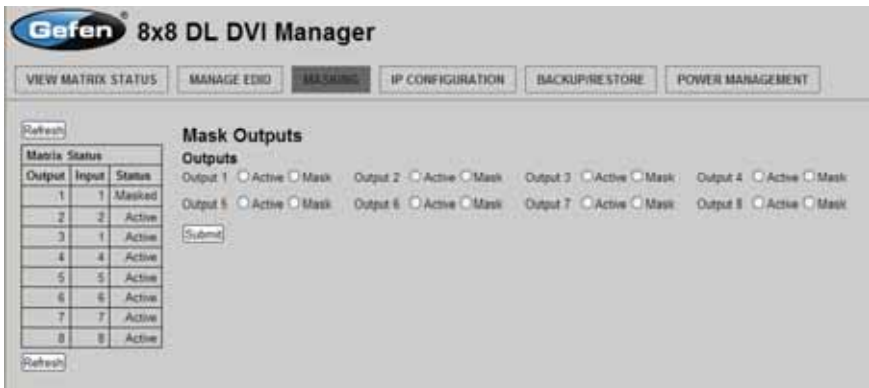 Gefen 8x8 DL DVI Manager
VIEW MATRIX STATUS MANAGE EDID MASKING IP CONFIGURATION BACKUP/RESTORE POWER MANAGEMENT
Refresh
Mask Outputs
Matrix Status
Outputs
Output Input Status
Output 1 Active Mask Output 2 Active Mask Output 3 Active Mask Output 4 Active Mask
1 1 Masked
2 2 Active
Output 5 Active Mask Output 6 Active Mask Output 7 Active Mask Output 8 Active Mask
3 1 Active
Submit
4 4 Active
5 5 Active
6 6 Active
7 7 Active
8 8 Active
Refresh